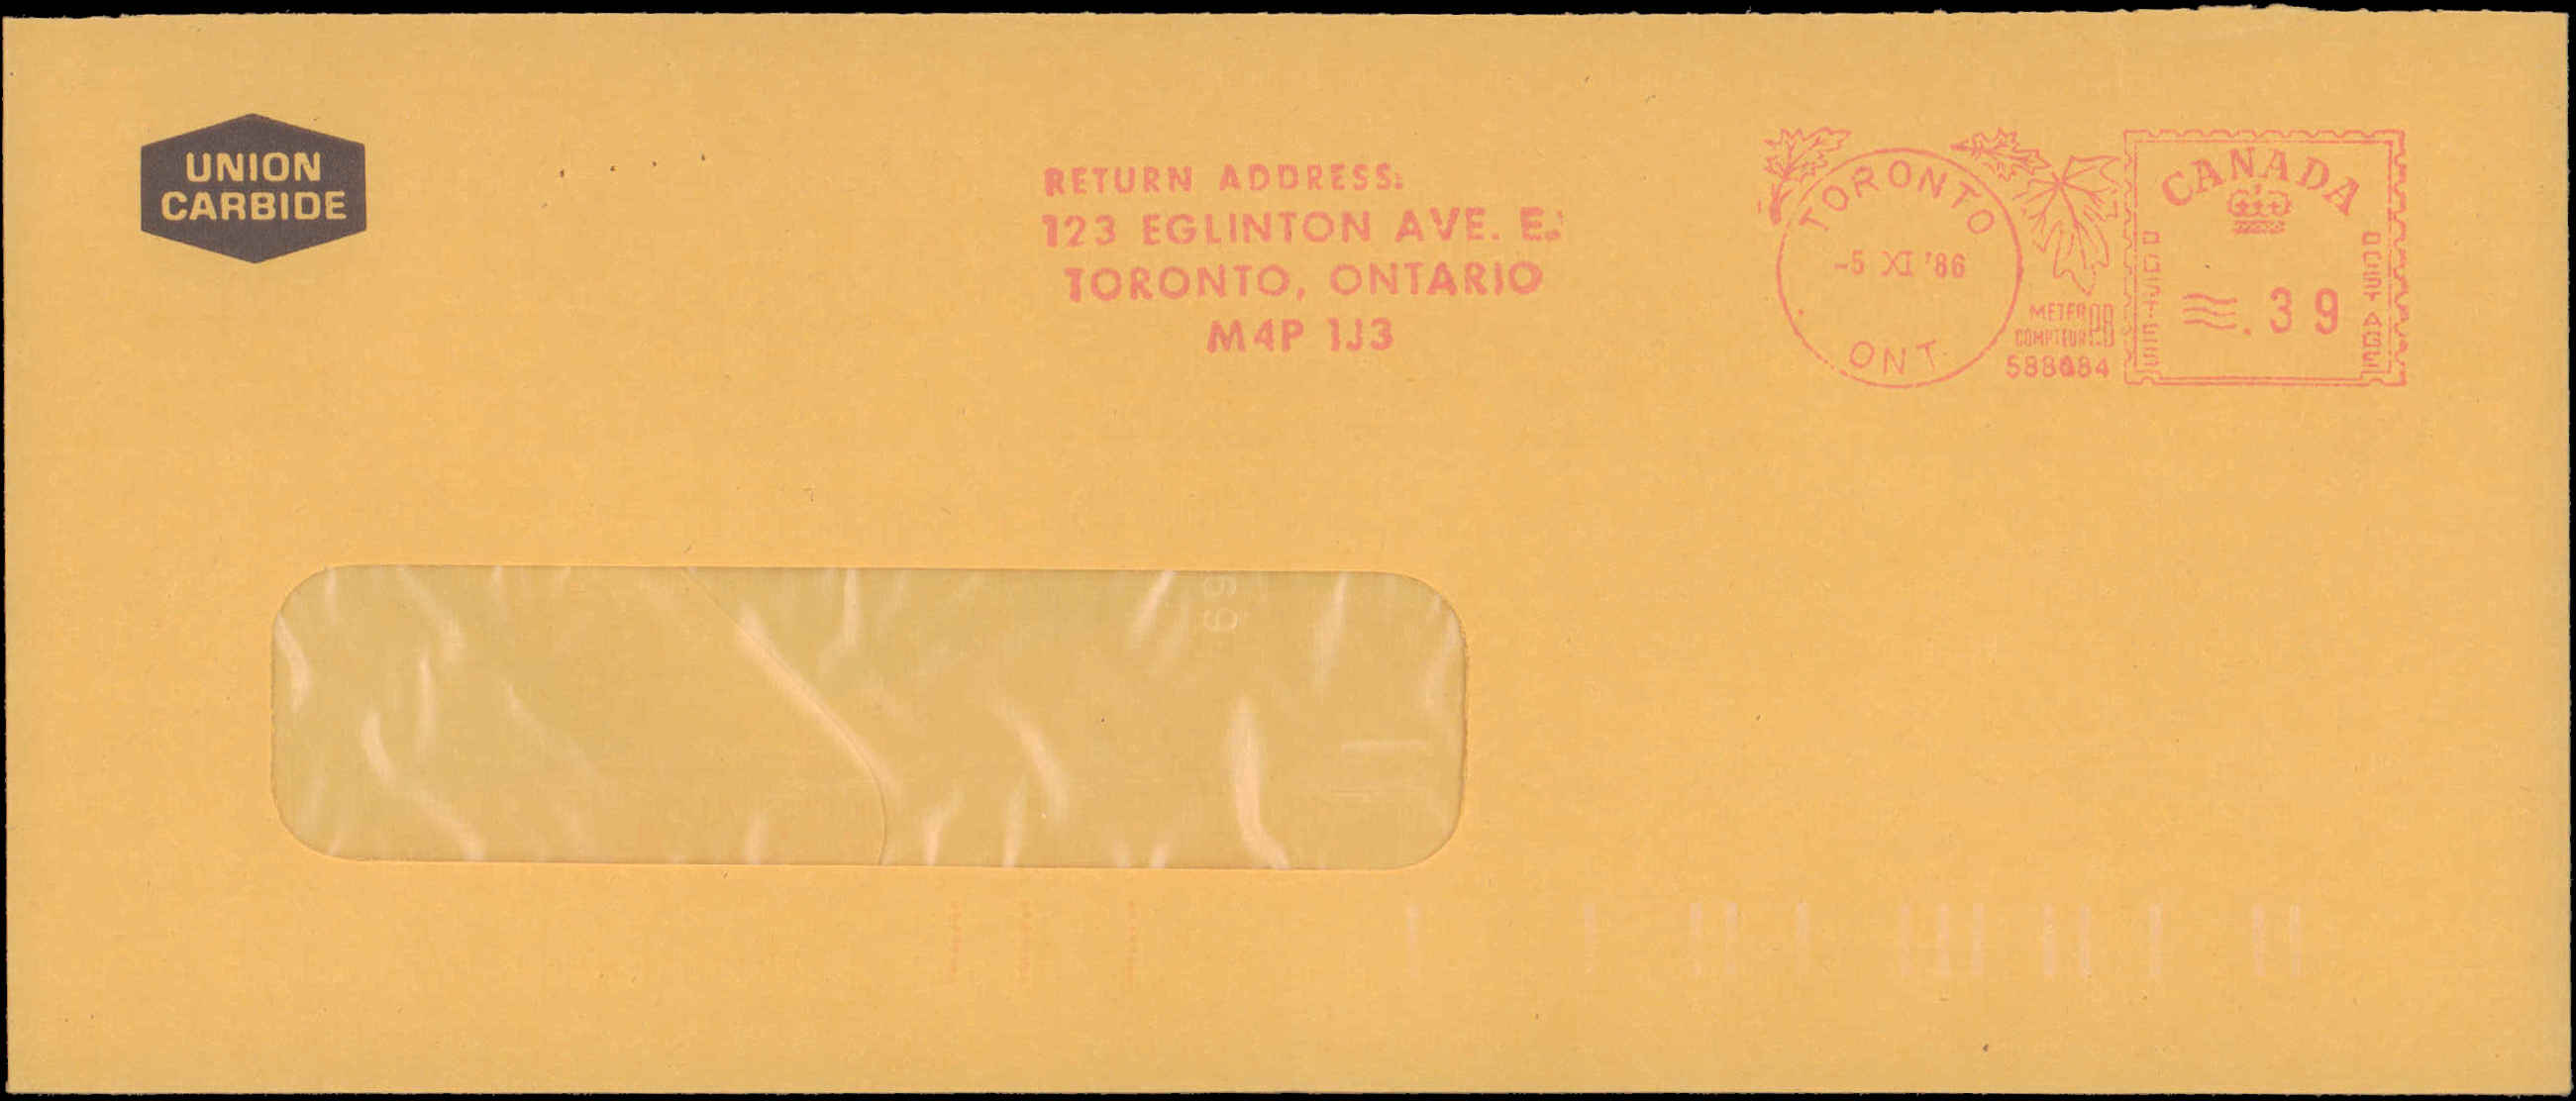 UNION
CARBIDE
RETURN ADDRESS:
123 EGLINTON AVE. E.
TORONTO, ONTARIO
M4P 1J3
TORONTO
-5 XI '86
ONT.
METER
COMPTEUR
PB
588084
CANADA
POSTES
POSTAGE
.39